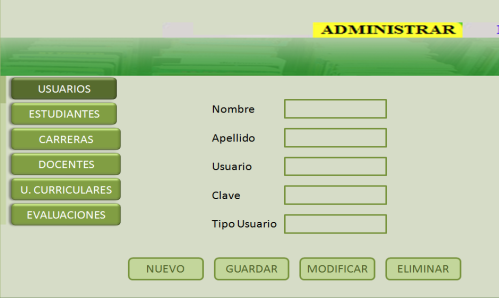 ADMINISTRAR
USUARIOS
ESTUDIANTES
CARRERAS
DOCENTES
U. CURRICULARES
EVALUACIONES
Nombre
Apellido
Usuario
Clave
Tipo Usuario
NUEVO
GUARDAR
MODIFICAR
ELIMINAR